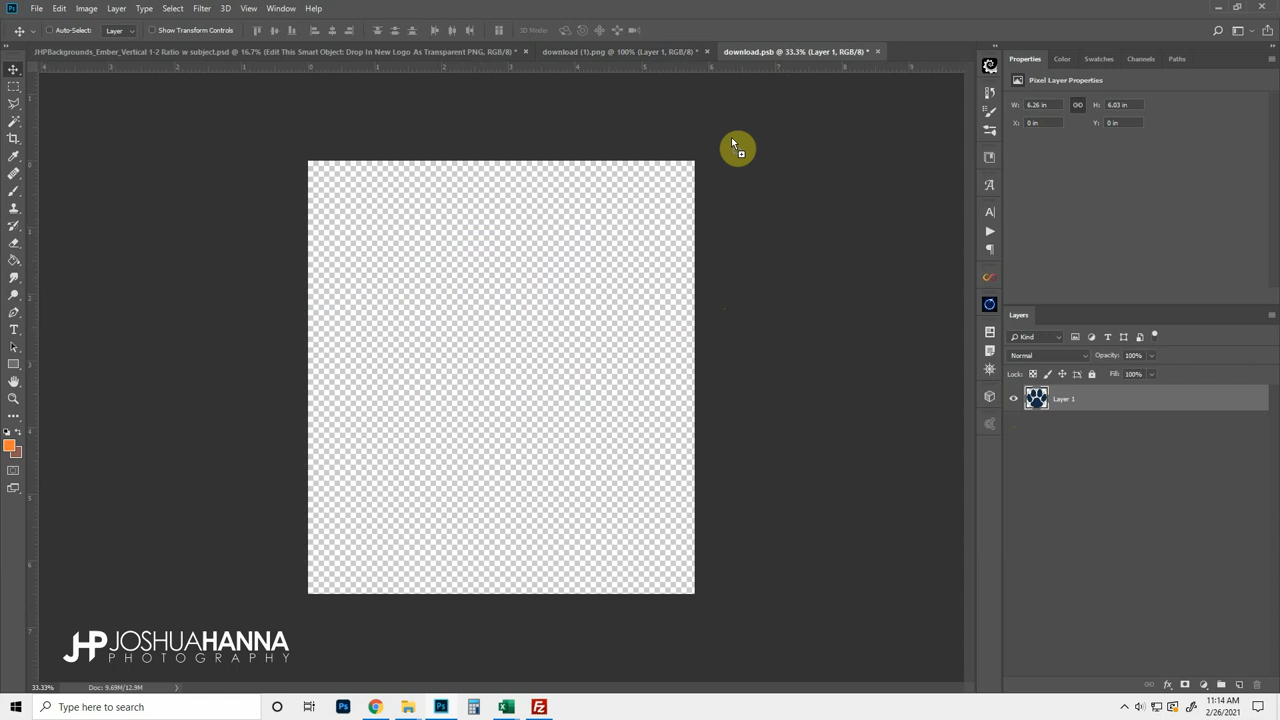 Ps File Edit Image Layer Type Select Filter 3D View Window Help
Auto-Select: Layer Show Transform Controls 3D Mode:
JHPBackgrounds_Ember_Vertical 1-2 Ratio w subject.psd @ 16.7% (Edit This Smart Object: Drop In New Logo As Transparent PNG, RGB/8) * × download (1).png @ 100% (Layer 1, RGB/8) * × download.psb @ 33.3% (Layer 1, RGB/8) * ×
Properties Color Swatches Channels Paths
Pixel Layer Properties
W: 6.26 in H: 6.03 in
X: 0 in Y: 0 in
Layers
Kind
Normal Opacity: 100%
Lock: Fill: 100%
Layer 1
JHP JOSHUAHANNA
PHOTOGRAPHY
33.33% Doc: 9.69M/12.9M
Type here to search
11:14 AM
2/26/2021